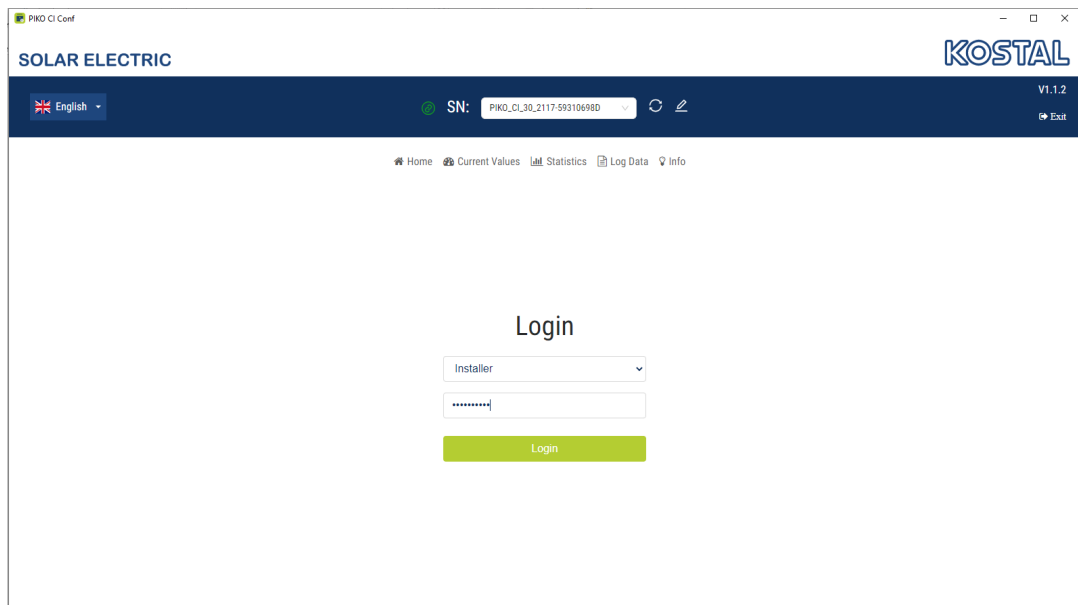 PIKO CI Conf
SOLAR ELECTRIC
KOSTAL
V1.1.2
English
SN:
PIKO_CI_30_2117-59310698D
Exit
Home Current Values Statistics Log Data Info
Login
Installer
••••••••••
Login